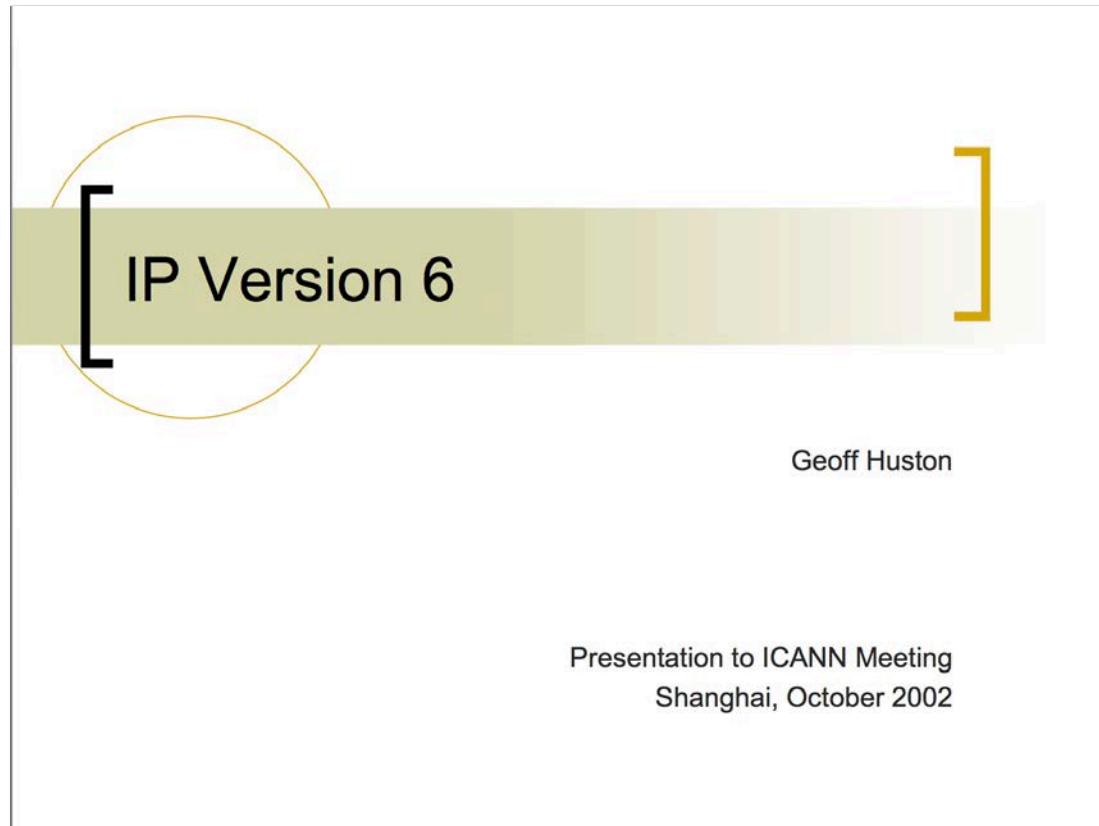 IP Version 6
Geoff Huston
Presentation to ICANN Meeting
Shanghai, October 2002